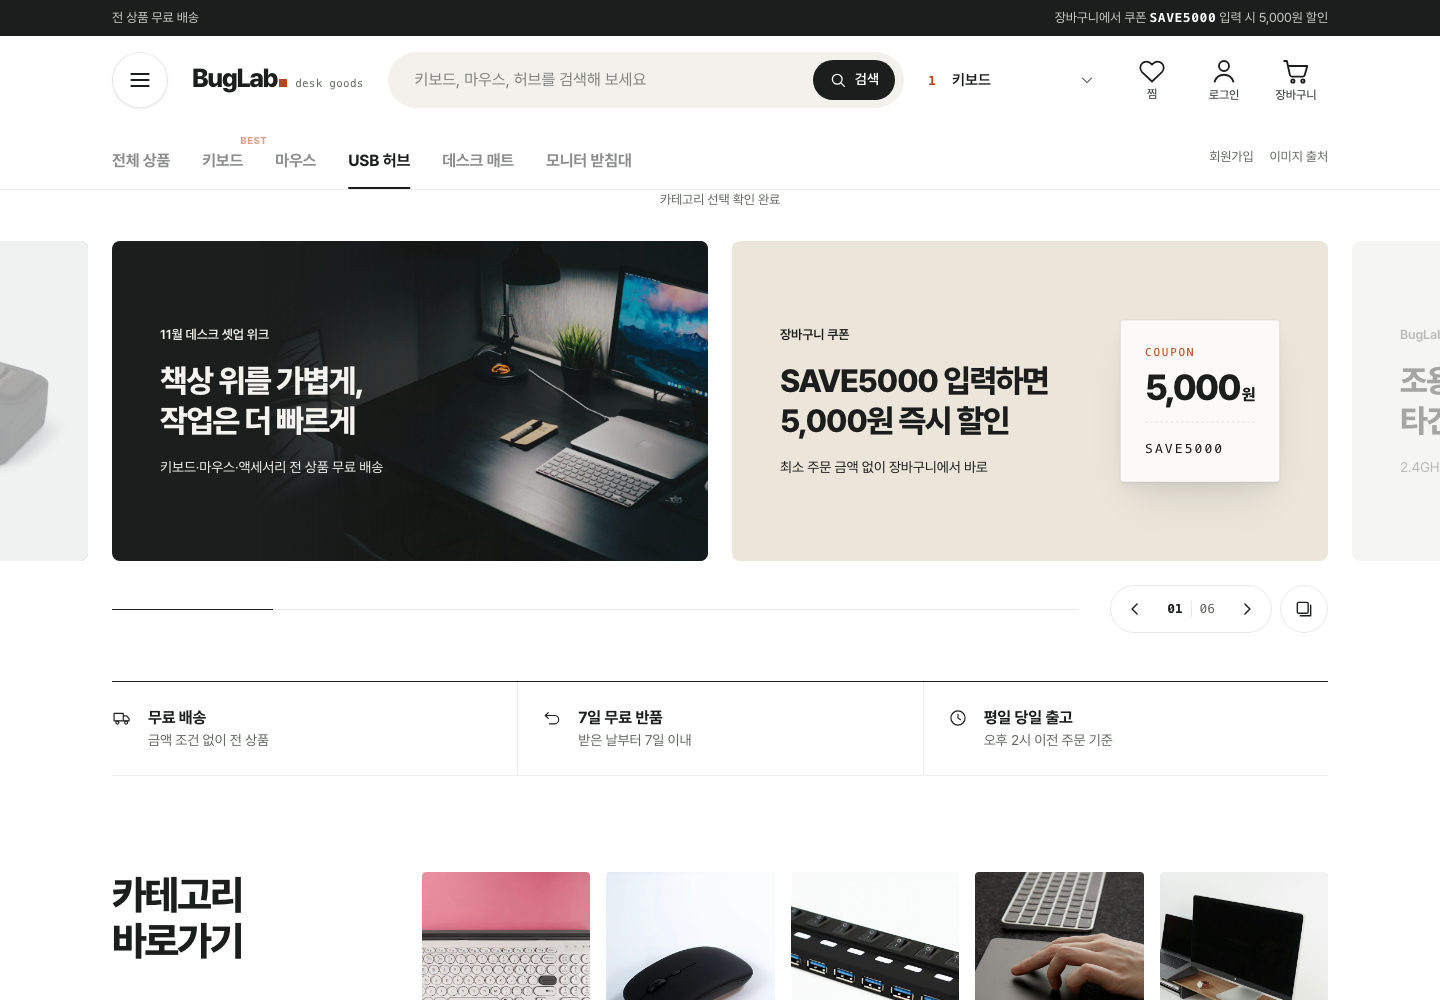 전 상품 무료 배송
장바구니에서 쿠폰 SAVE5000 입력 시 5,000원 할인
BugLab desk goods
키보드, 마우스, 허브를 검색해 보세요
검색
1 키보드
찜
로그인
장바구니
BEST
전체 상품
키보드
마우스
USB 허브
데스크 매트
모니터 받침대
회원가입
이미지 출처
카테고리 선택 확인 완료
11월 데스크 셋업 위크
책상 위를 가볍게,
작업은 더 빠르게
키보드·마우스·액세서리 전 상품 무료 배송
장바구니 쿠폰
SAVE5000 입력하면
5,000원 즉시 할인
최소 주문 금액 없이 장바구니에서 바로
COUPON
5,000원
SAVE5000
BugLab
조용
타건
2.4GH
01 06
무료 배송
금액 조건 없이 전 상품
7일 무료 반품
받은 날부터 7일 이내
평일 당일 출고
오후 2시 이전 주문 기준
카테고리
바로가기